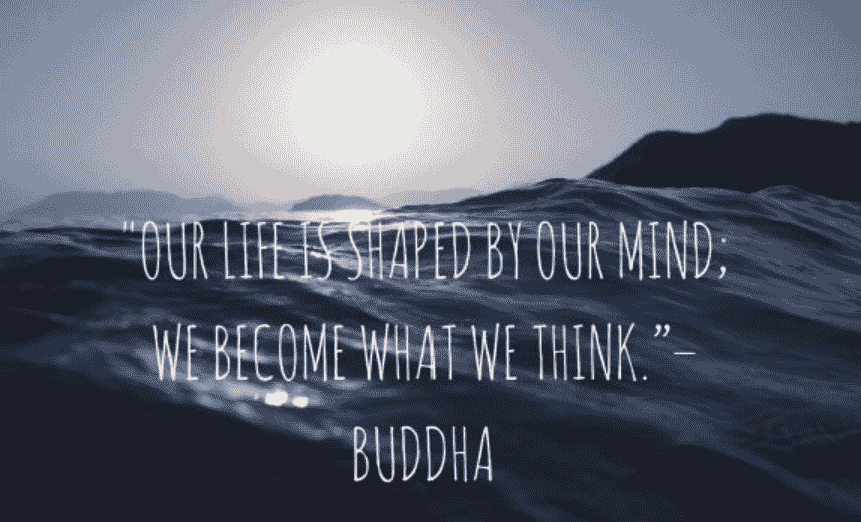 "OUR LIFE IS SHAPED BY OUR MIND;
WE BECOME WHAT WE THINK.”–
BUDDHA